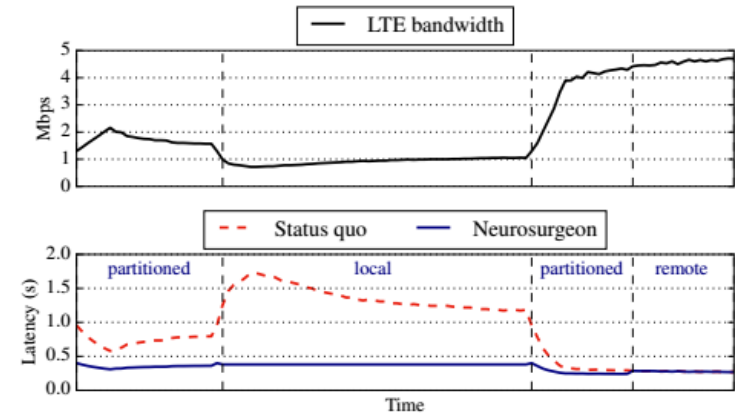 LTE bandwidth
5
4
3
2
1
0
Mbps
Status quo Neurosurgeon
2.0
1.5
1.0
0.5
0.0
Latency (s)
partitioned local partitioned remote
Time